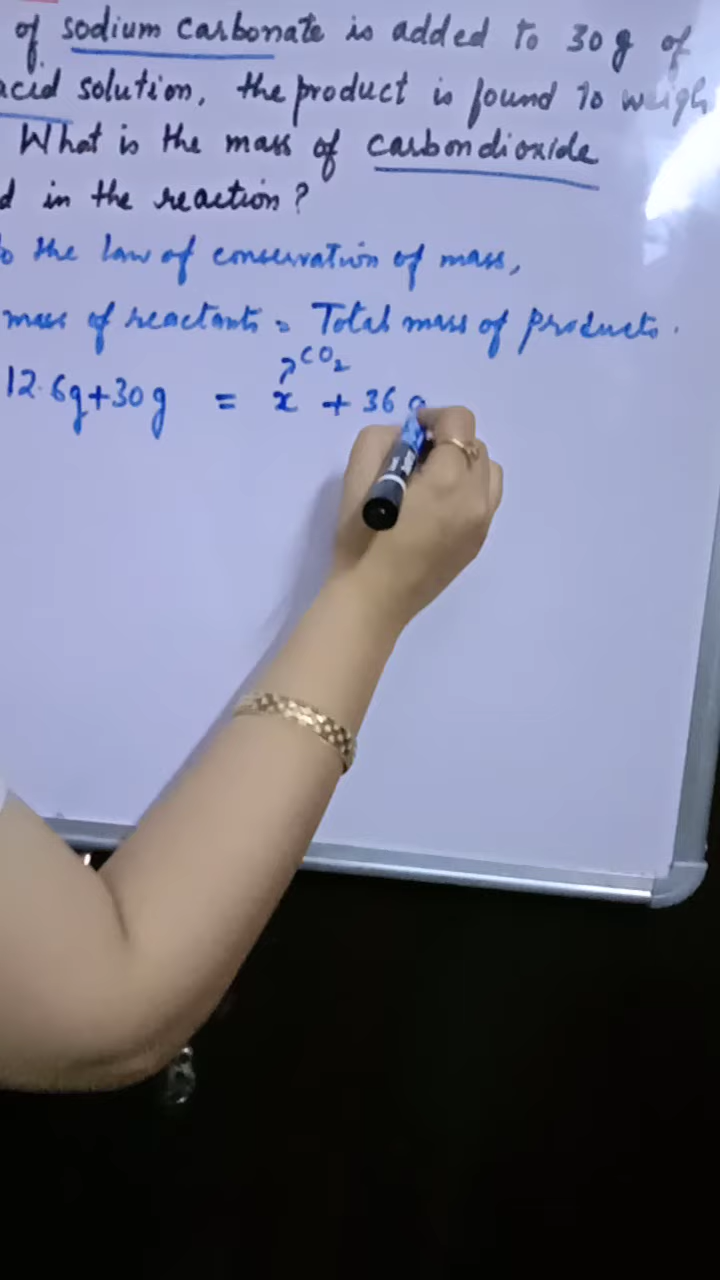 of sodium carbonate is added to 30 g of
acid solution, the product is found to weigh
What is the mass of carbondioxide
d in the reaction?
o the law of conservation of mass,
mass of reactants = Total mass of products.
CO2
12.6g+30g = x + 36 g